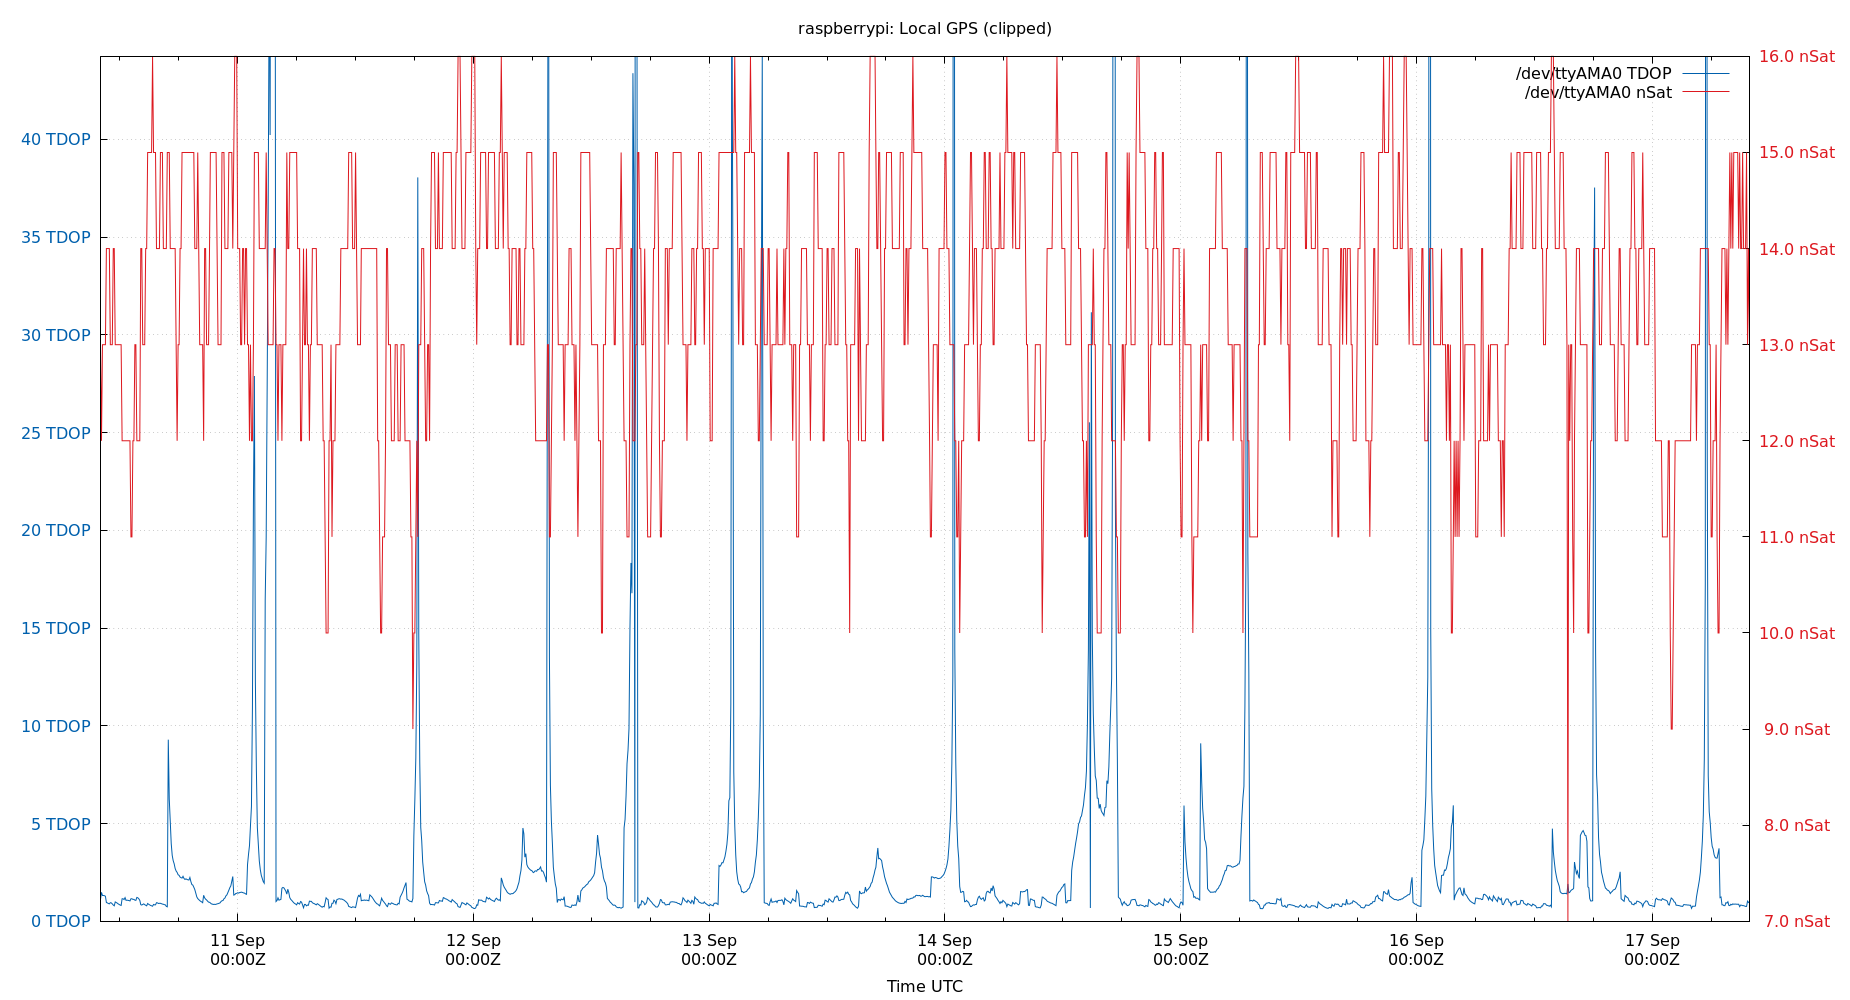 raspberrypi: Local GPS (clipped)
/dev/ttyAMA0 TDOP
/dev/ttyAMA0 nSat
40 TDOP
35 TDOP
30 TDOP
25 TDOP
20 TDOP
15 TDOP
10 TDOP
5 TDOP
0 TDOP
16.0 nSat
15.0 nSat
14.0 nSat
13.0 nSat
12.0 nSat
11.0 nSat
10.0 nSat
9.0 nSat
8.0 nSat
7.0 nSat
11 Sep
00:00Z
12 Sep
00:00Z
13 Sep
00:00Z
14 Sep
00:00Z
15 Sep
00:00Z
16 Sep
00:00Z
17 Sep
00:00Z
Time UTC